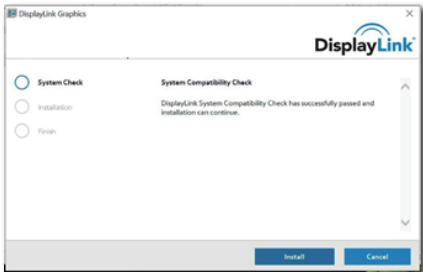 DisplayLink Graphics
DisplayLink
System Check
System Compatibility Check
DisplayLink System Compatibility Check has successfully passed and
installation can continue.
Installation
Finish
Install
Cancel